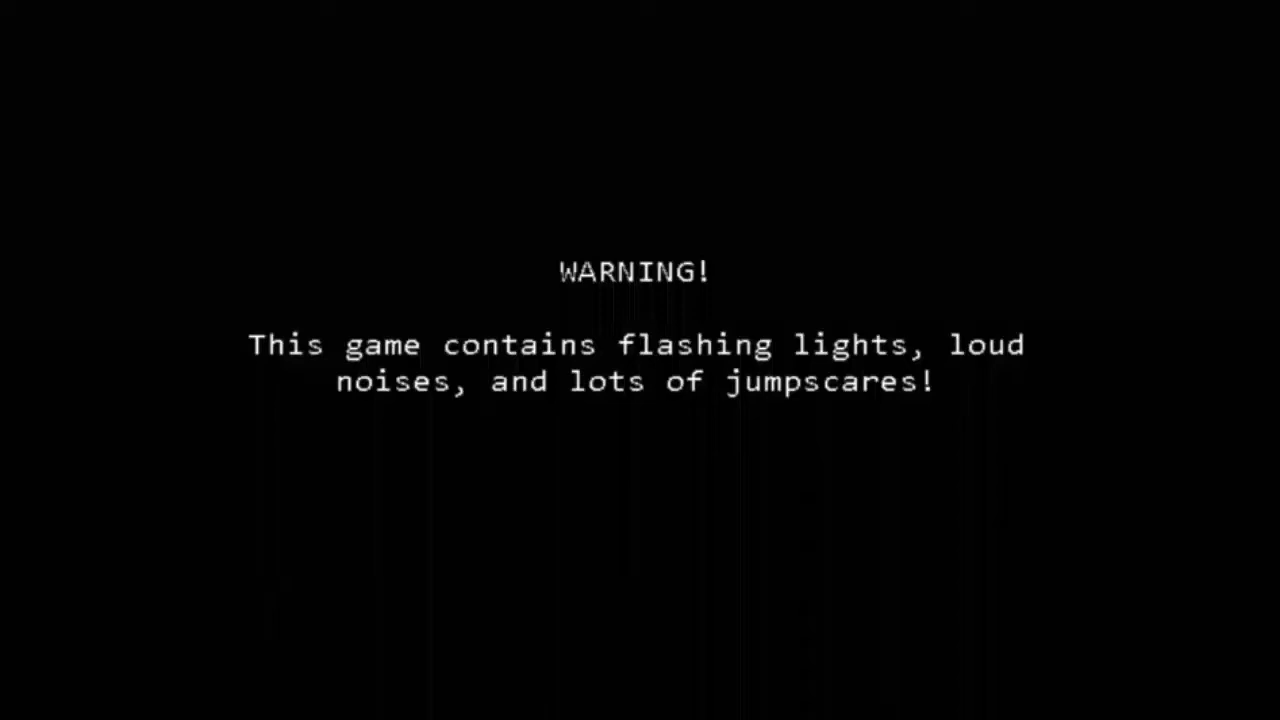 WARNING!
This game contains flashing lights, loud
noises, and lots of jumpscares!